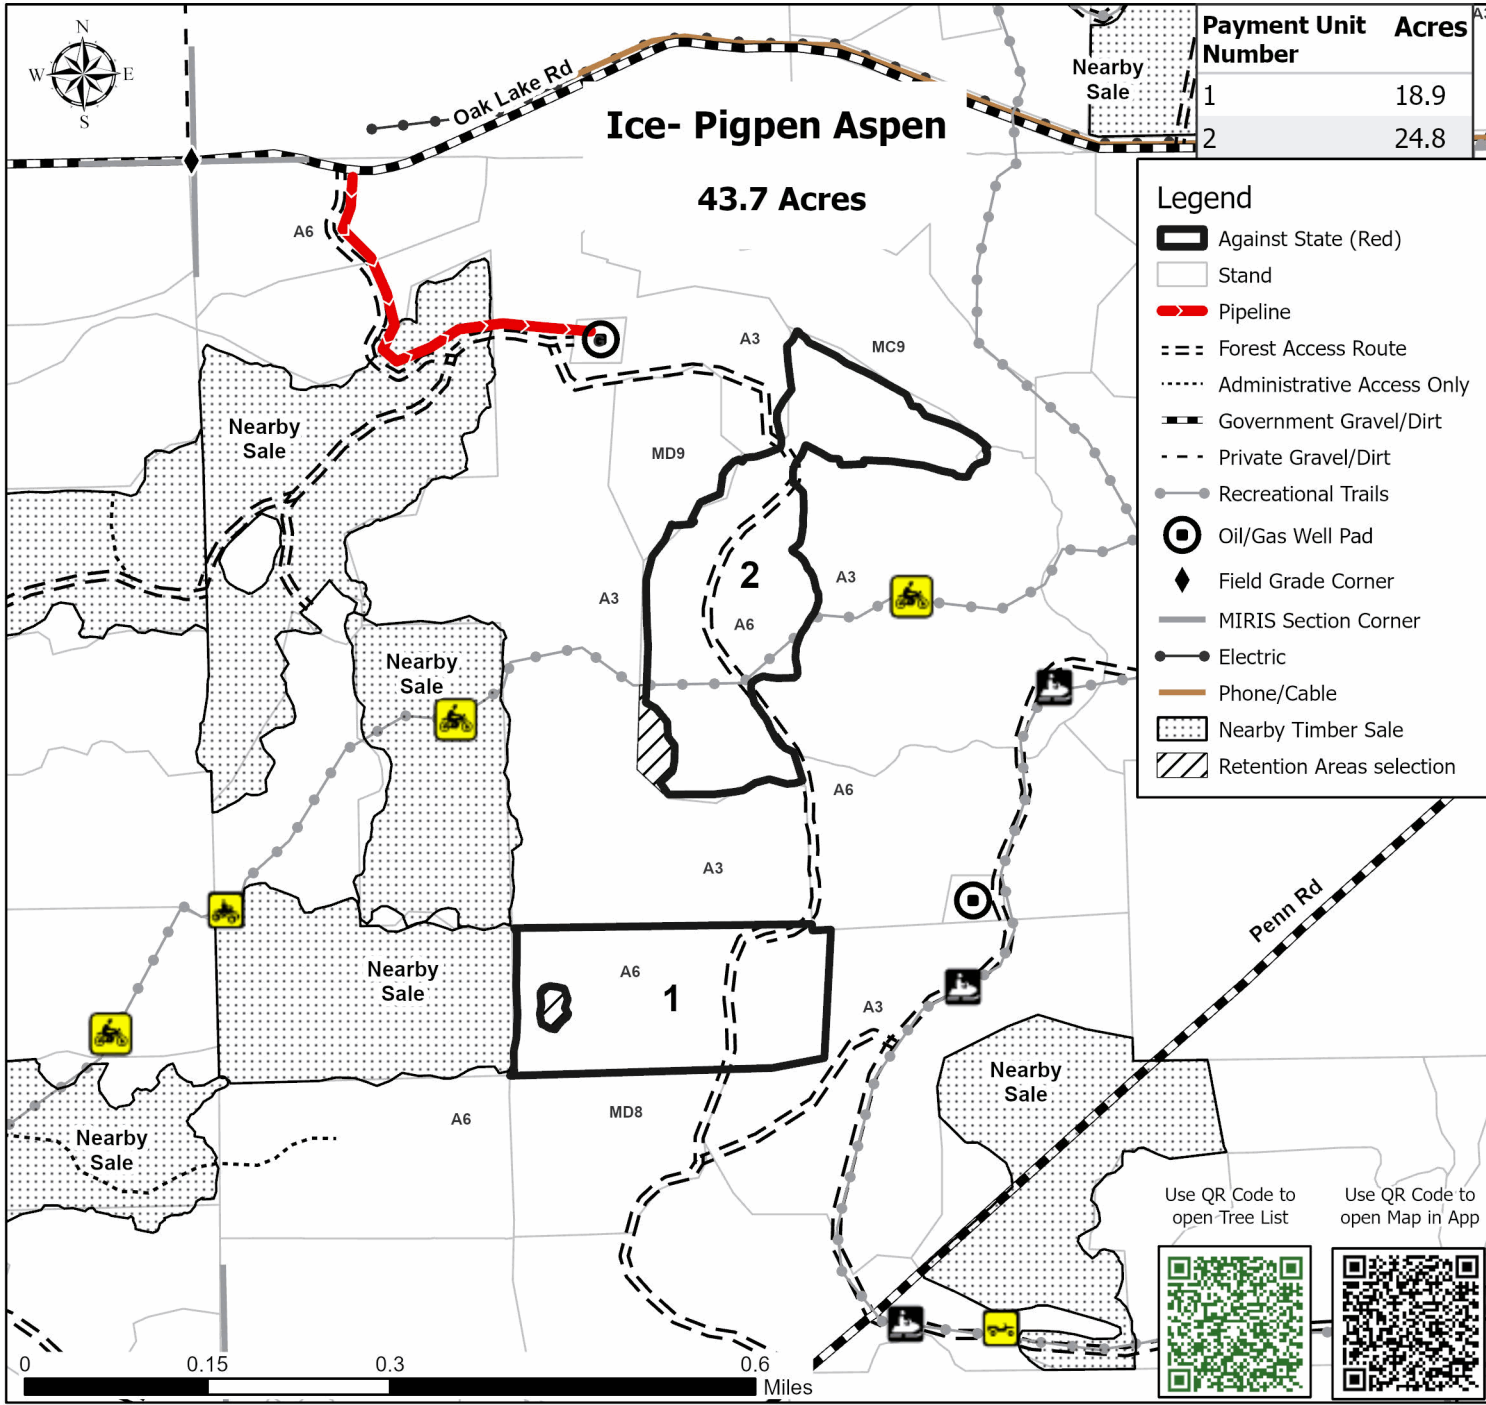 N
W E
S
Oak Lake Rd
Ice- Pigpen Aspen
43.7 Acres
Nearby
Sale
Payment Unit
Number
Acres
1 18.9
2 24.8
A3
Legend
Against State (Red)
Stand
Pipeline
Forest Access Route
Administrative Access Only
Government Gravel/Dirt
Private Gravel/Dirt
Recreational Trails
Oil/Gas Well Pad
Field Grade Corner
MIRIS Section Corner
Electric
Phone/Cable
Nearby Timber Sale
Retention Areas selection
A6
A3
MC9
Nearby
Sale
MD9
2
A3
A3
A6
Nearby
Sale
A6
A3
Penn Rd
Nearby
Sale
A6
1
A3
Nearby
Sale
A6
MD8
Nearby
Sale
Use QR Code to
open Tree List
Use QR Code to
open Map in App
0 0.15 0.3 0.6
Miles